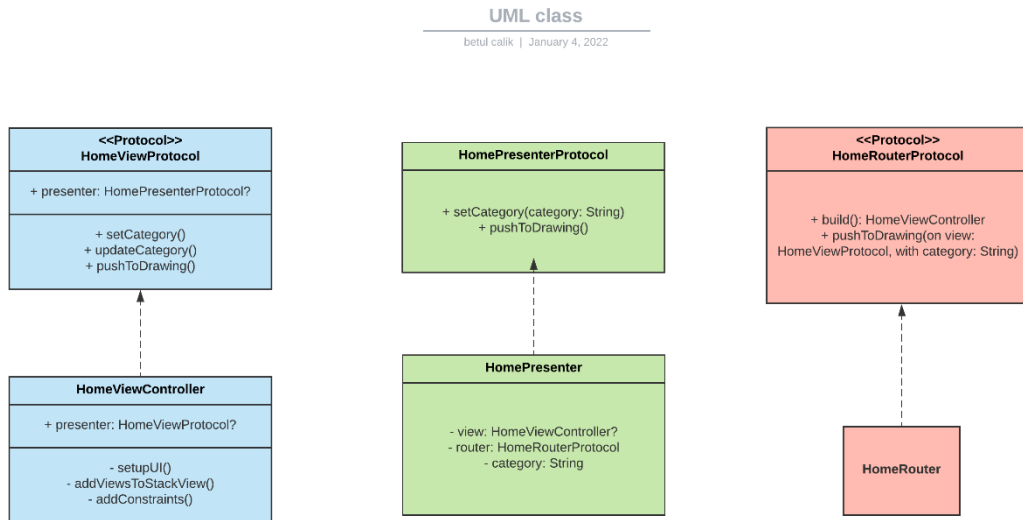 UML class
betul calik | January 4, 2022
<<Protocol>>
HomeViewProtocol
+ presenter: HomePresenterProtocol?
+ setCategory()
+ updateCategory()
+ pushToDrawing()
HomeViewController
+ presenter: HomeViewProtocol?
- setupUI()
- addViewsToStackView()
- addConstraints()
HomePresenterProtocol
+ setCategory(category: String)
+ pushToDrawing()
HomePresenter
- view: HomeViewController?
- router: HomeRouterProtocol
- category: String
<<Protocol>>
HomeRouterProtocol
+ build(): HomeViewController
+ pushToDrawing(on view:
HomeViewProtocol, with category: String)
HomeRouter